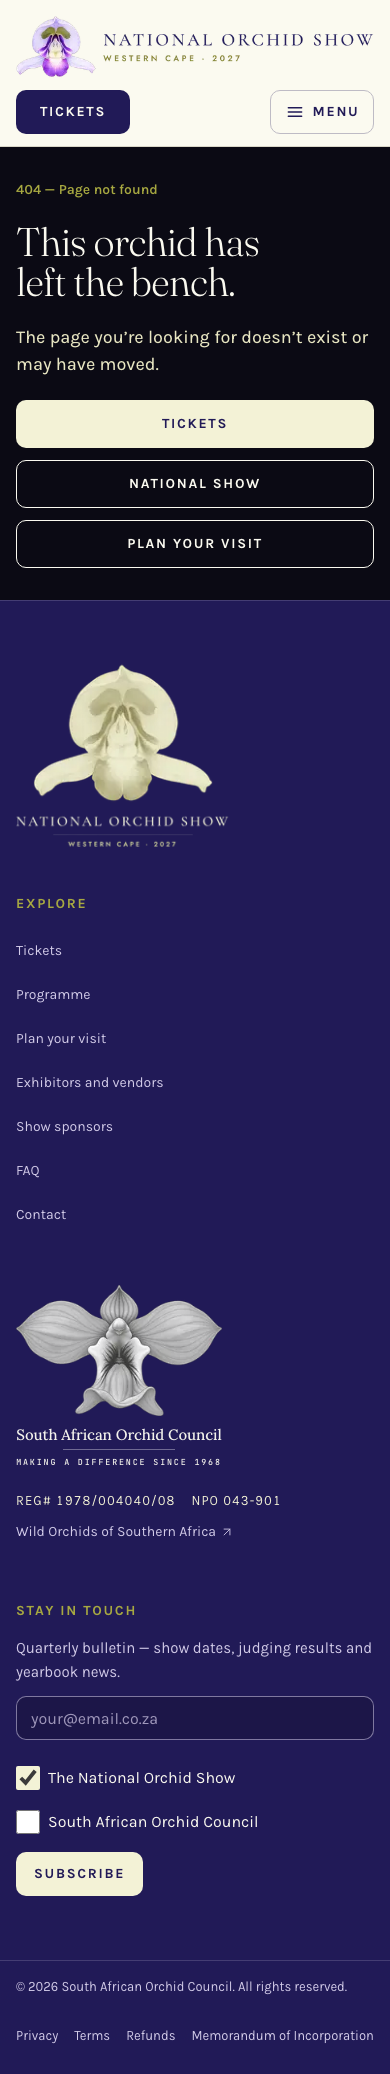 NATIONAL ORCHID SHOW
WESTERN CAPE · 2027
TICKETS
MENU
404 — Page not found
This orchid has
left the bench.
The page you’re looking for doesn’t exist or
may have moved.
TICKETS
NATIONAL SHOW
PLAN YOUR VISIT
NATIONAL ORCHID SHOW
WESTERN CAPE · 2027
EXPLORE
Tickets
Programme
Plan your visit
Exhibitors and vendors
Show sponsors
FAQ
Contact
South African Orchid Council
MAKING A DIFFERENCE SINCE 1968
REG# 1978/004040/08 NPO 043-901
Wild Orchids of Southern Africa ↗
STAY IN TOUCH
Quarterly bulletin — show dates, judging results and
yearbook news.
your@email.co.za
The National Orchid Show
South African Orchid Council
SUBSCRIBE
© 2026 South African Orchid Council. All rights reserved.
Privacy Terms Refunds Memorandum of Incorporation